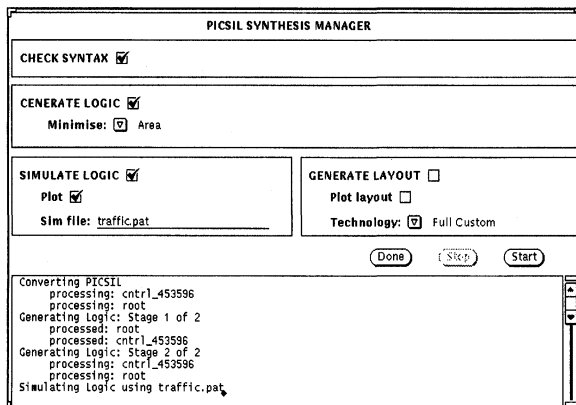 PICSIL SYNTHESIS MANAGER
CHECK SYNTAX
CENERATE LOGIC
Minimise: Area
SIMULATE LOGIC
Plot
Sim file: traffic.pat
GENERATE LAYOUT
Plot layout
Technology: Full Custom
Done Stop Start
Converting PICSIL
processing: cntrl_453596
processing: root
Generating Logic: Stage 1 of 2
processed: root
processed: cntrl_453596
Generating Logic: Stage 2 of 2
processing: cntrl_453596
processing: root
Simulating Logic using traffic.pat